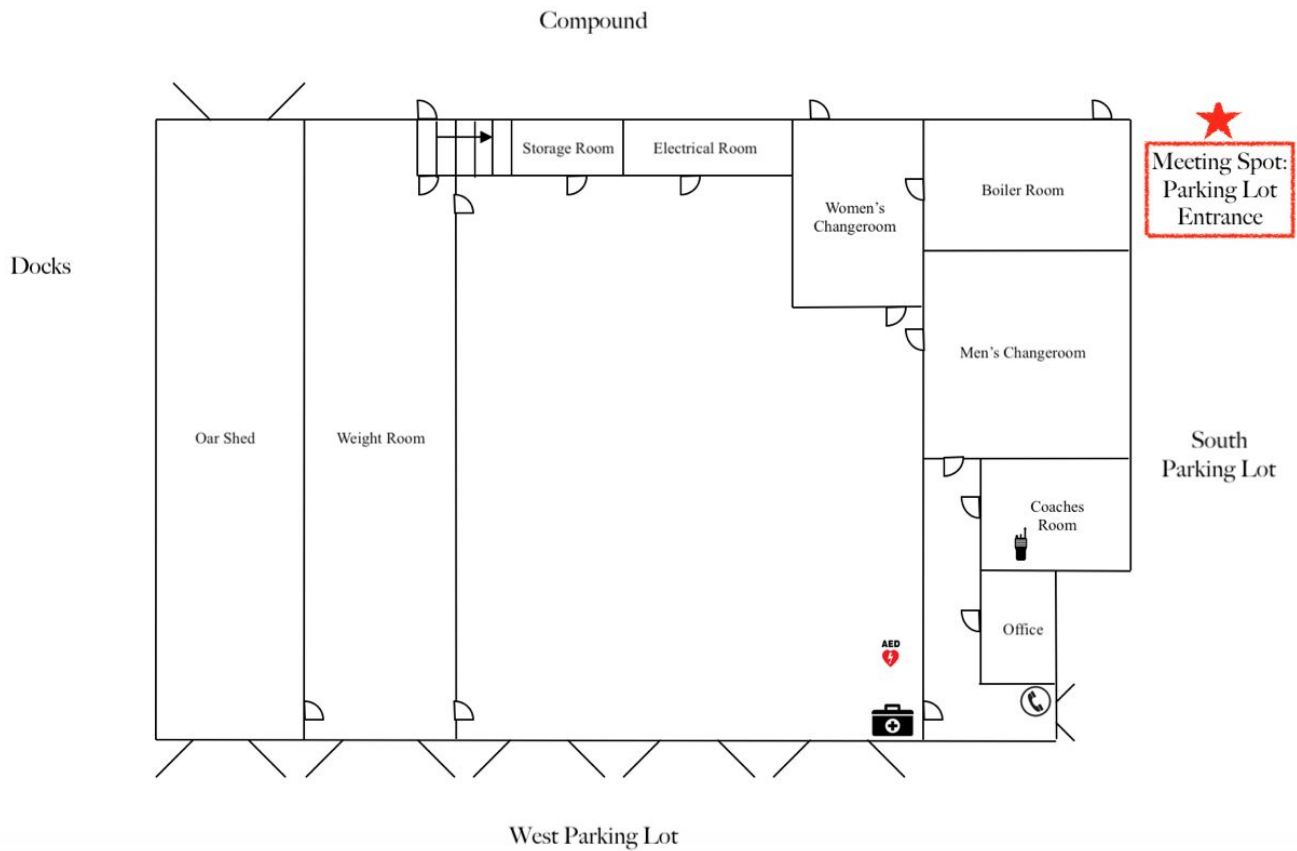 Compound
Storage Room
Electrical Room
Meeting Spot:
Parking Lot
Entrance
Boiler Room
Women's
Changeroom
Docks
Men's Changeroom
Oar Shed
Weight Room
South
Parking Lot
Coaches
Room
Office
AED
West Parking Lot